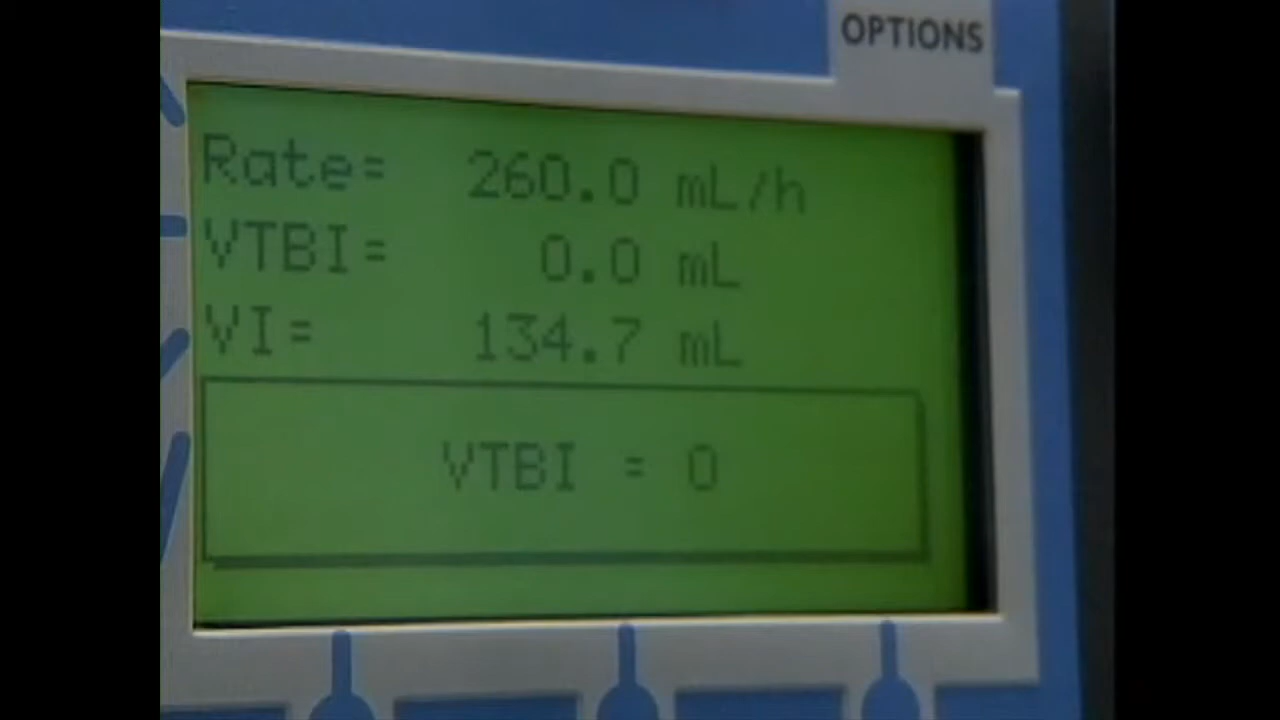 OPTIONS
Rate= 260.0 mL/h
VTBI= 0.0 mL
VI= 134.7 mL
VTBI = 0